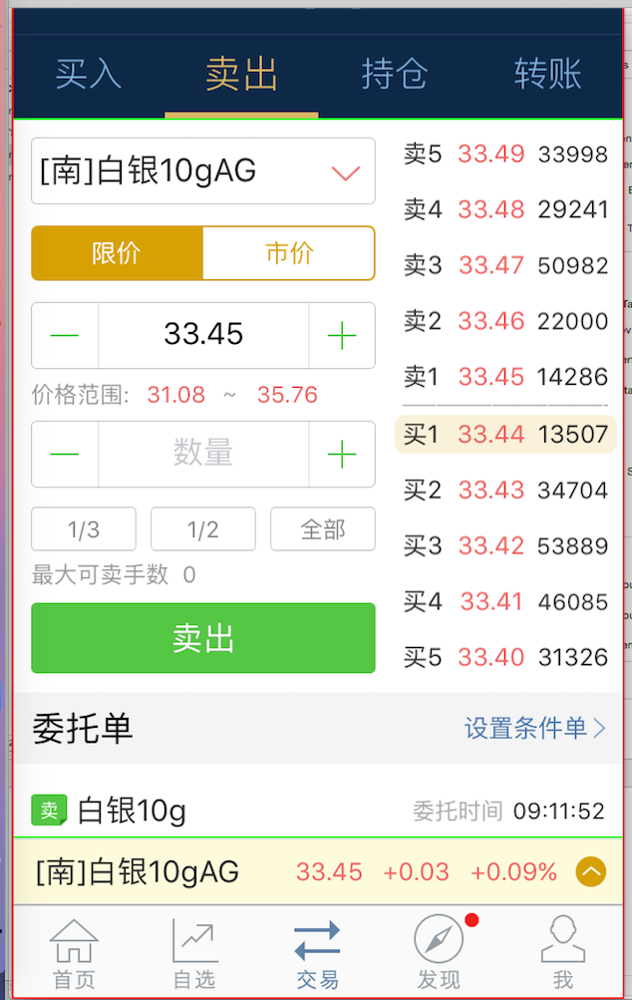 买入 卖出 持仓 转账
[南]白银10gAG
限价 市价
33.45
价格范围: 31.08 ~ 35.76
数量
1/3 1/2 全部
最大可卖手数 0
卖出
卖5 33.49 33998
卖4 33.48 29241
卖3 33.47 50982
卖2 33.46 22000
卖1 33.45 14286
买1 33.44 13507
买2 33.43 34704
买3 33.42 53889
买4 33.41 46085
买5 33.40 31326
委托单 设置条件单
卖 白银10g 委托时间 09:11:52
[南]白银10gAG 33.45 +0.03 +0.09%
首页 自选 交易 发现 我